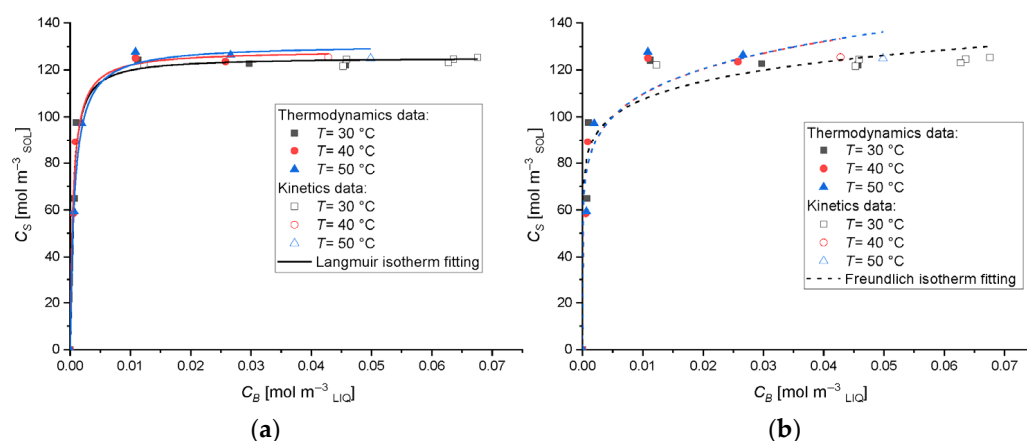 140
120
100
80
60
40
20
0
C_S [mol m⁻³ SOL]
Thermodynamics data:
T= 30 °C
T= 40 °C
T= 50 °C
Kinetics data:
T= 30 °C
T= 40 °C
T= 50 °C
Langmuir isotherm fitting
0.00 0.01 0.02 0.03 0.04 0.05 0.06 0.07
C_B [mol m⁻³ LIQ]
(a)
140
120
100
80
60
40
20
0
C_S [mol m⁻³ SOL]
Thermodynamics data:
T= 30 °C
T= 40 °C
T= 50 °C
Kinetics data:
T= 30 °C
T= 40 °C
T= 50 °C
Freundlich isotherm fitting
0.00 0.01 0.02 0.03 0.04 0.05 0.06 0.07
C_B [mol m⁻³ LIQ]
(b)